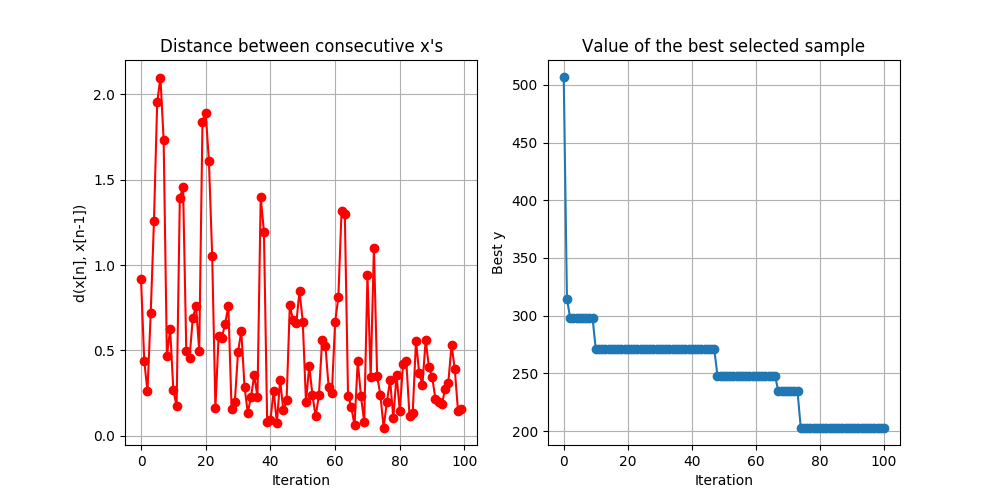 Distance between consecutive x's
d(x[n], x[n-1])
2.0
1.5
1.0
0.5
0.0
0 20 40 60 80 100
Iteration
Value of the best selected sample
Best y
500
450
400
350
300
250
200
0 20 40 60 80 100
Iteration